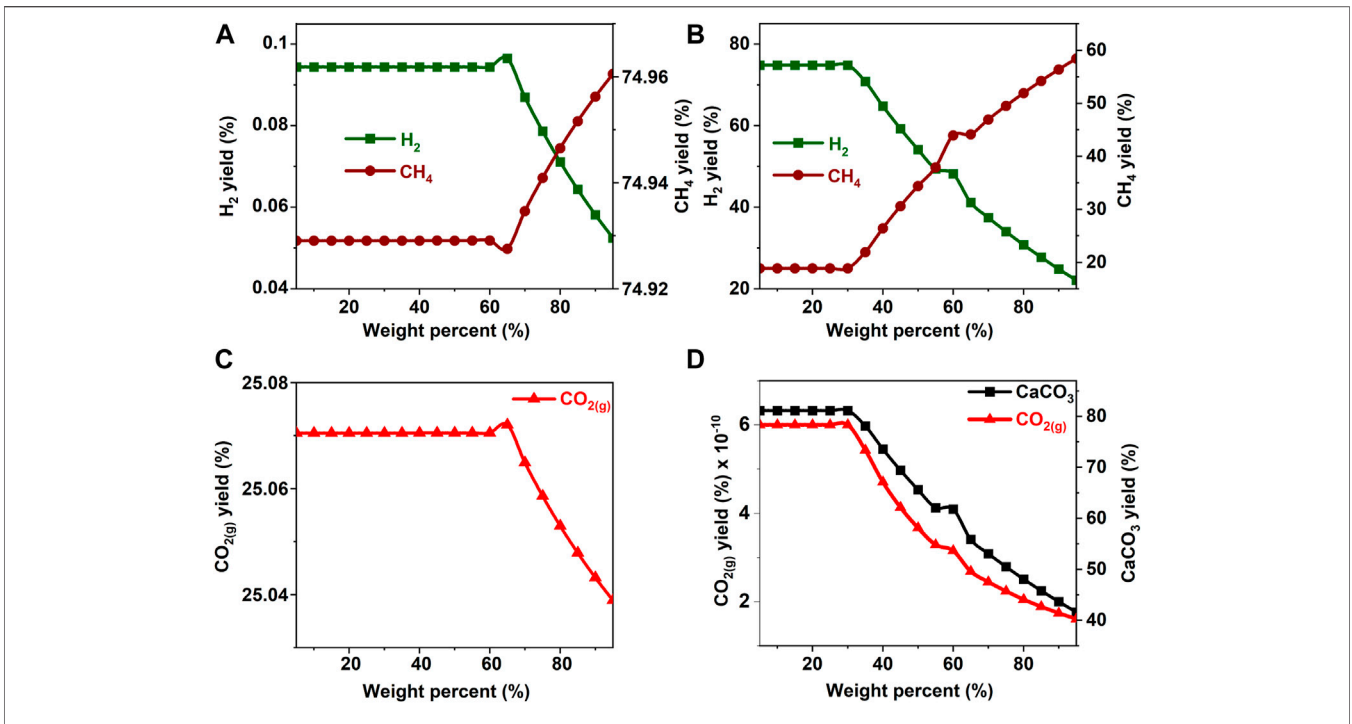 A
H2 yield (%)
0.1
0.08
0.06
0.04
H2
CH4
74.96
74.94
74.92
CH4 yield (%)
20
40
60
80
Weight percent (%)
B
H2 yield (%)
80
60
40
20
H2
CH4
60
50
40
30
20
CH4 yield (%)
20
40
60
80
Weight percent (%)
C
CO2(g) yield (%)
25.08
25.06
25.04
CO2(g)
20
40
60
80
Weight percent (%)
D
CO2(g) yield (%) x 10-10
6
4
2
CaCO3
CO2(g)
80
70
60
50
40
CaCO3 yield (%)
20
40
60
80
Weight percent (%)